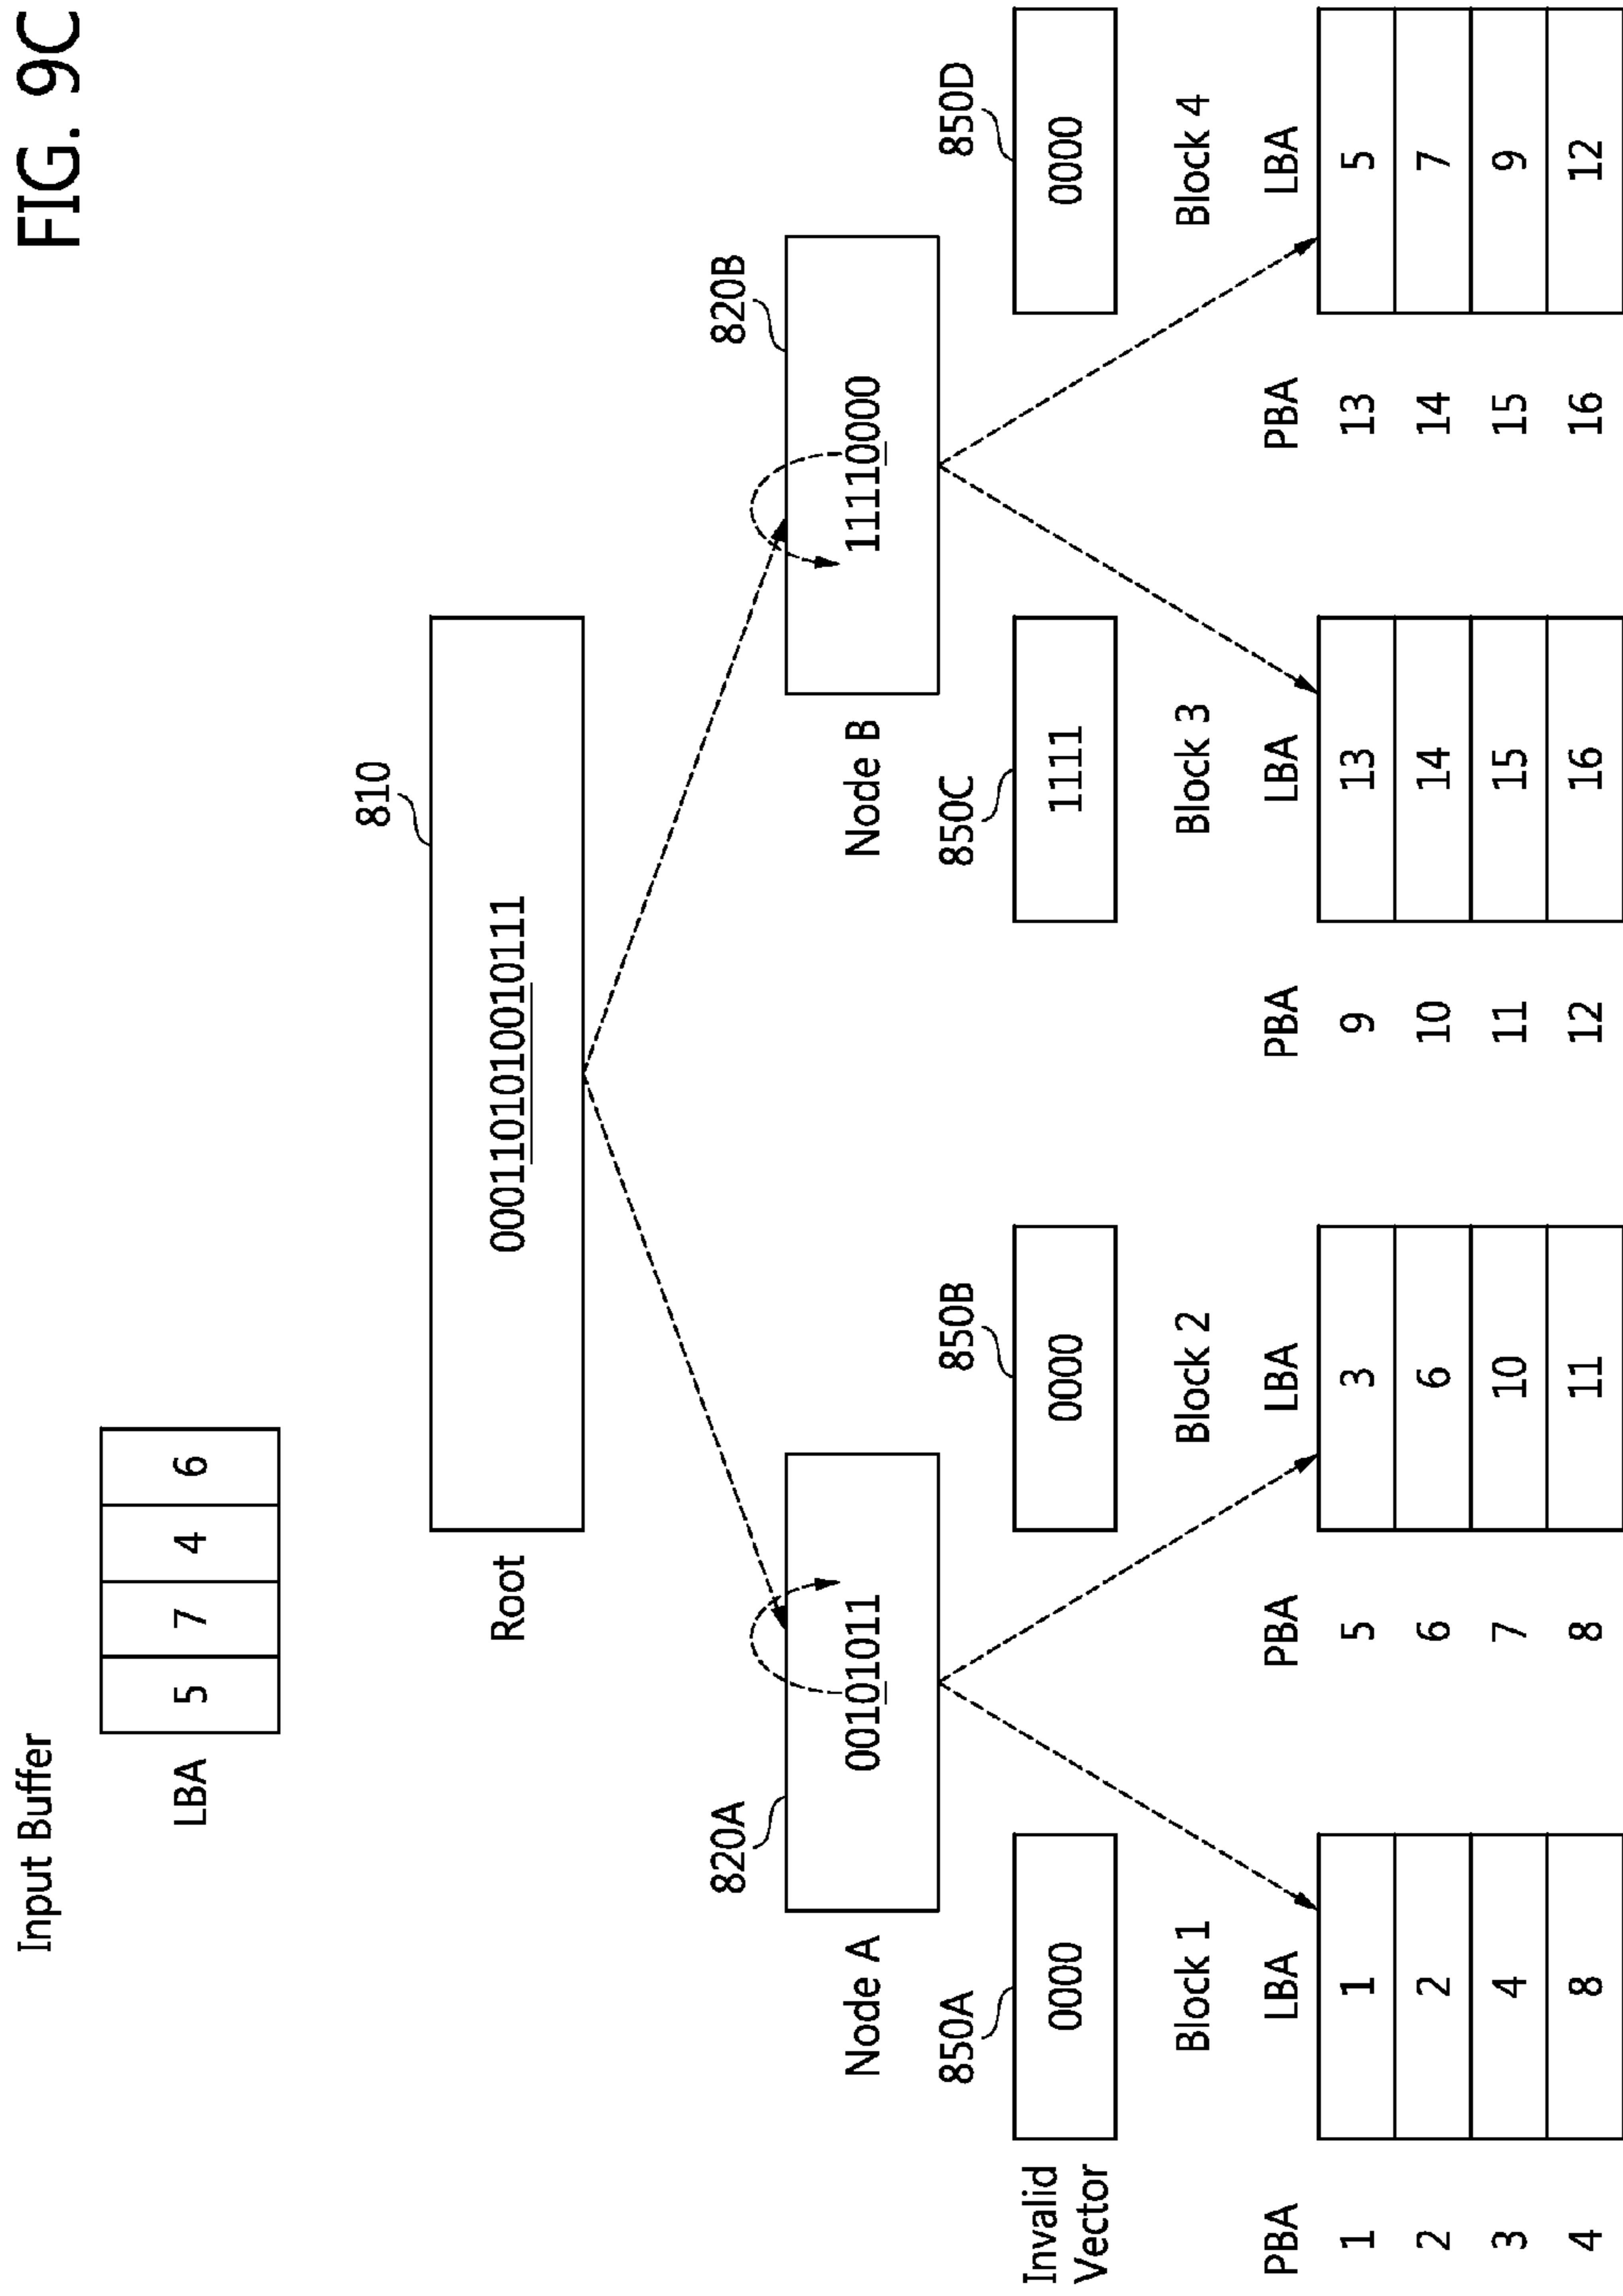 FIG. 9C
Input Buffer
LBA 5 7 4 6
810
Root 0001101010010111
820A 820B
Node A 00101011 Node B 11110000
850A 850B 850C 850D
Invalid
Vector
0000 0000 1111 0000
Block 1 Block 2 Block 3 Block 4
PBA LBA PBA LBA PBA LBA PBA LBA
1 1 5 3 9 13 13 5
2 2 6 6 10 14 14 7
3 4 7 10 11 15 15 9
4 8 8 11 12 16 16 12